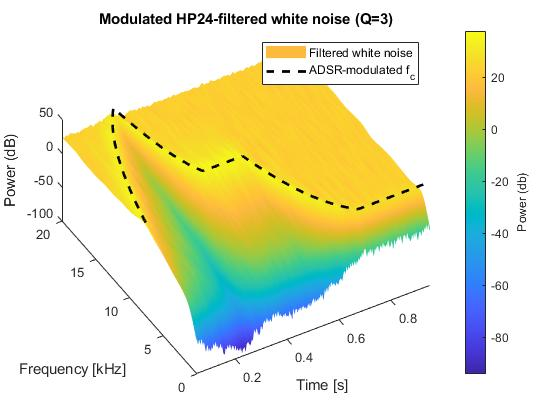 Modulated HP24-filtered white noise (Q=3)
Filtered white noise
ADSR-modulated f_c
Power (dB)
50
0
-50
-100
20
15
10
5
0
Frequency [kHz]
0.2
0.4
0.6
0.8
Time [s]
20
0
-20
-40
-60
-80
Power (db)